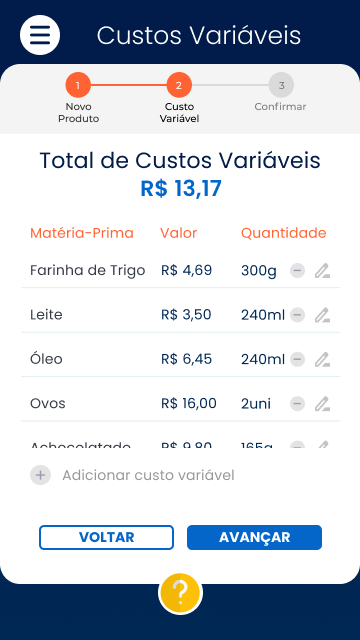 Custos Variáveis
1 2 3
Novo Produto Custo Variável Confirmar
Total de Custos Variáveis
R$ 13,17
Matéria-Prima Valor Quantidade
Farinha de Trigo R$ 4,69 300g
Leite R$ 3,50 240ml
Óleo R$ 6,45 240ml
Ovos R$ 16,00 2uni
Achocolatado R$ 9,80 165g
Adicionar custo variável
VOLTAR AVANÇAR
?